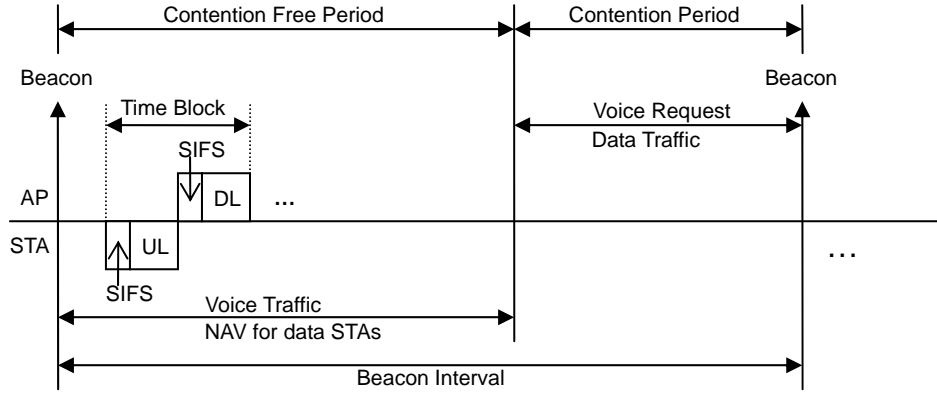 Contention Free Period
Contention Period
Beacon
Beacon
Time Block
Voice Request
Data Traffic
SIFS
AP
DL
...
STA
UL
...
SIFS
Voice Traffic
NAV for data STAs
Beacon Interval